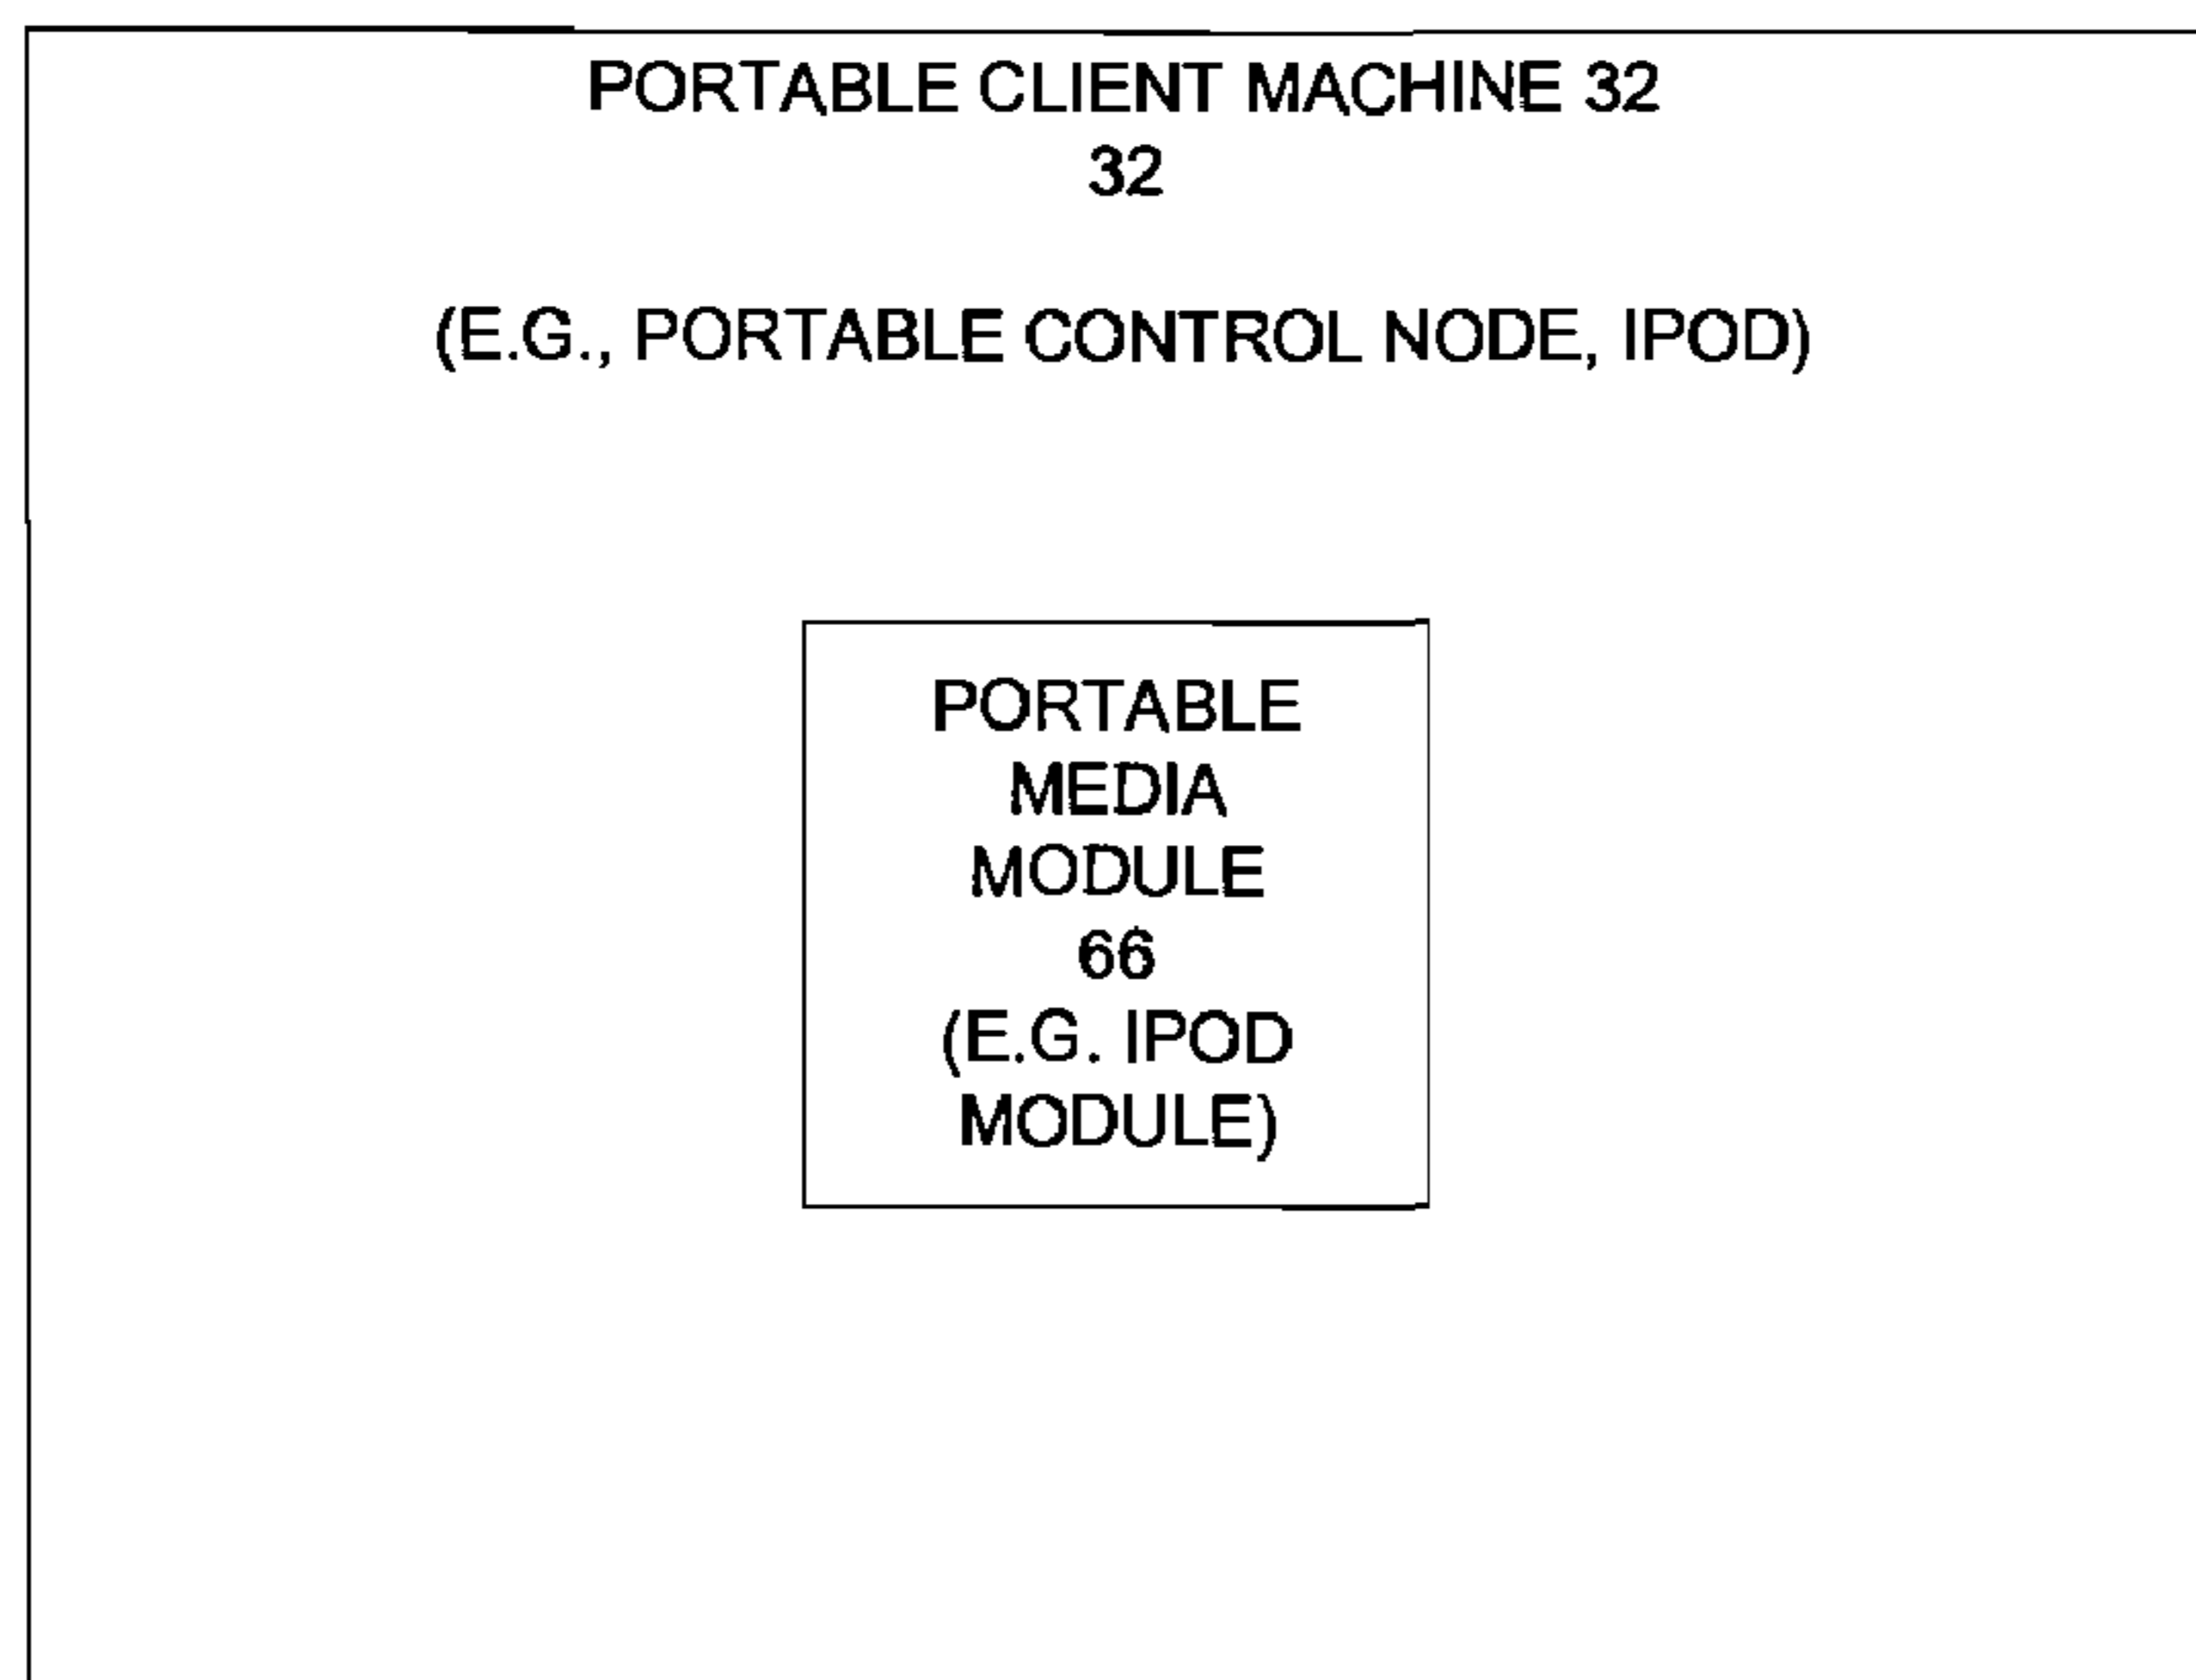 PORTABLE CLIENT MACHINE 32
32
(E.G., PORTABLE CONTROL NODE, IPOD)
PORTABLE
MEDIA
MODULE
66
(E.G. IPOD
MODULE)